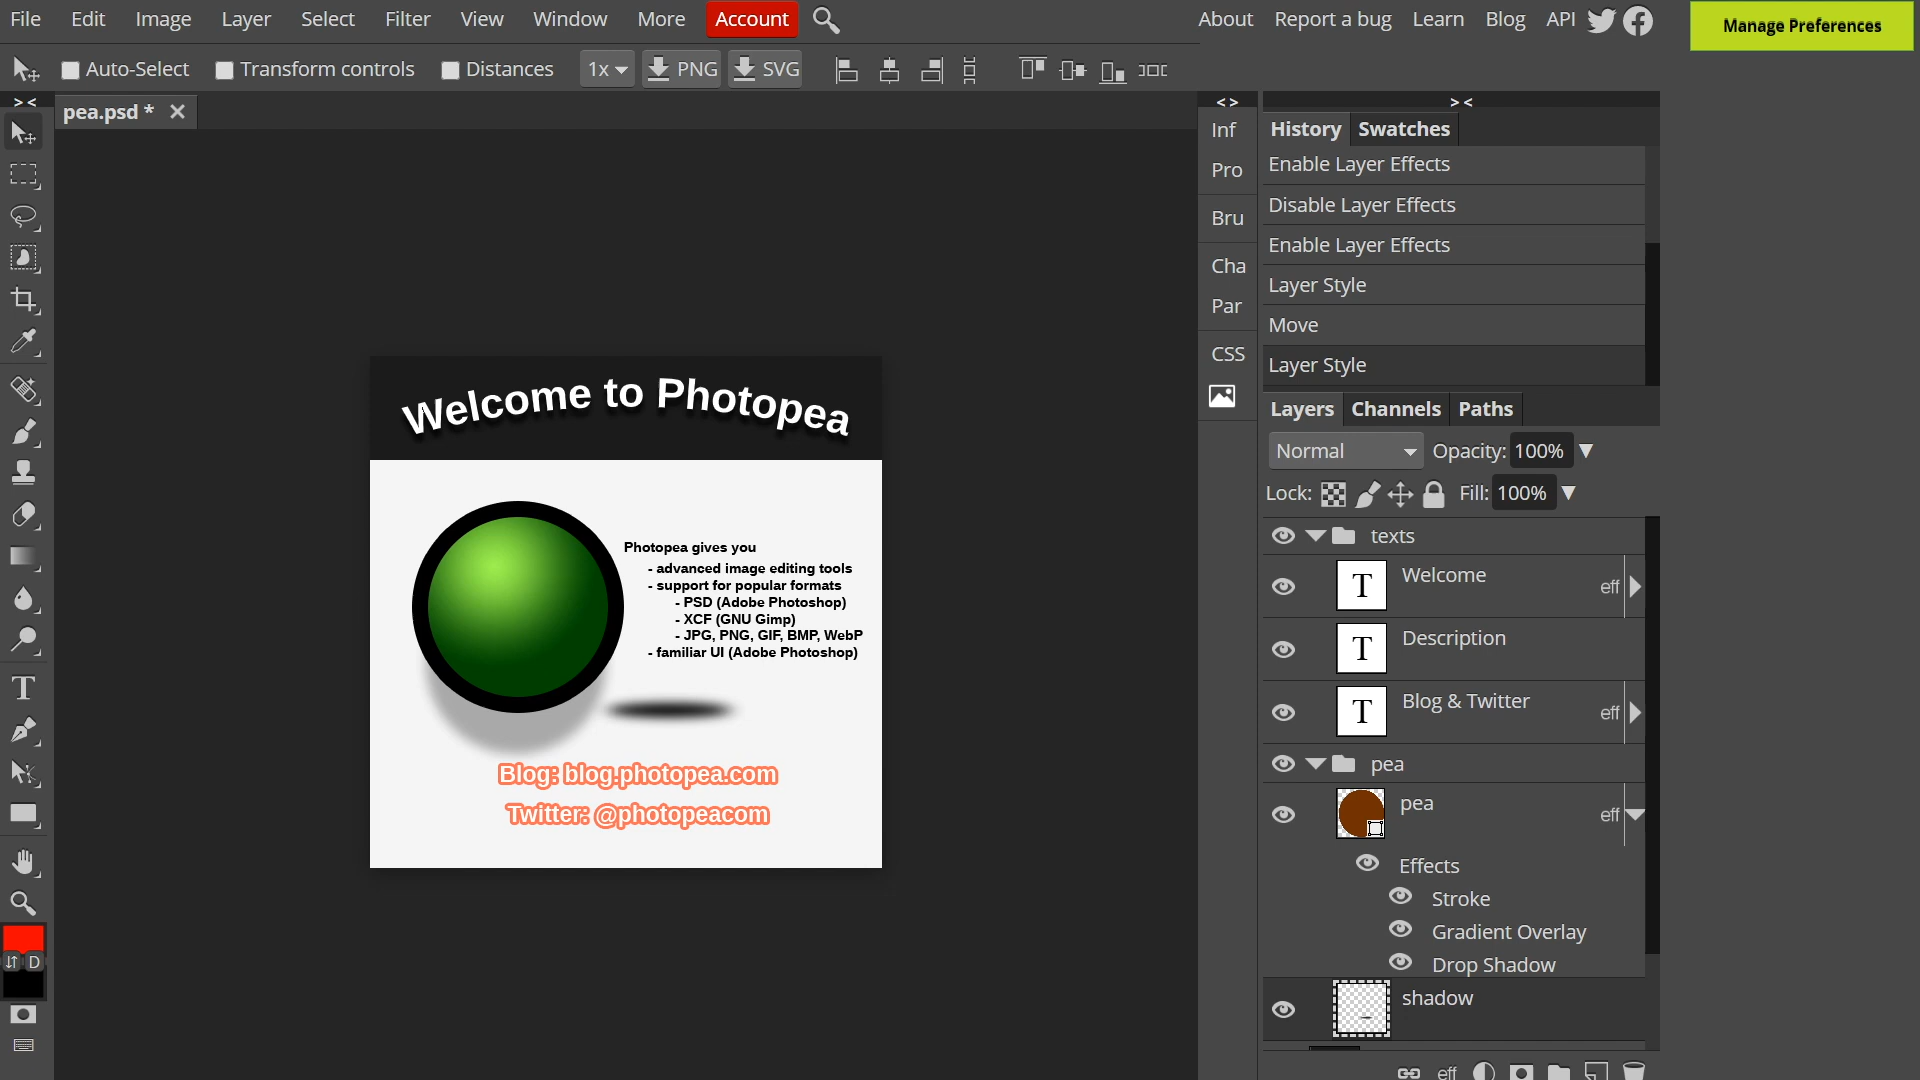 File Edit Image Layer Select Filter View Window More Account
About Report a bug Learn Blog API
Manage Preferences
Auto-Select Transform controls Distances 1x PNG SVG
> <
pea.psd *
< >
> <
Inf
Pro
Bru
Cha
Par
CSS
History Swatches
Enable Layer Effects
Disable Layer Effects
Enable Layer Effects
Layer Style
Move
Layer Style
Layers Channels Paths
Normal Opacity: 100%
Lock: Fill: 100%
texts
T Welcome eff
T Description
T Blog & Twitter eff
pea
pea eff
Effects
Stroke
Gradient Overlay
Drop Shadow
shadow
eff
T
D
Welcome to Photopea
Photopea gives you
- advanced image editing tools
- support for popular formats
- PSD (Adobe Photoshop)
- XCF (GNU Gimp)
- JPG, PNG, GIF, BMP, WebP
- familiar UI (Adobe Photoshop)
Blog: blog.photopea.com
Twitter: @photopeacom